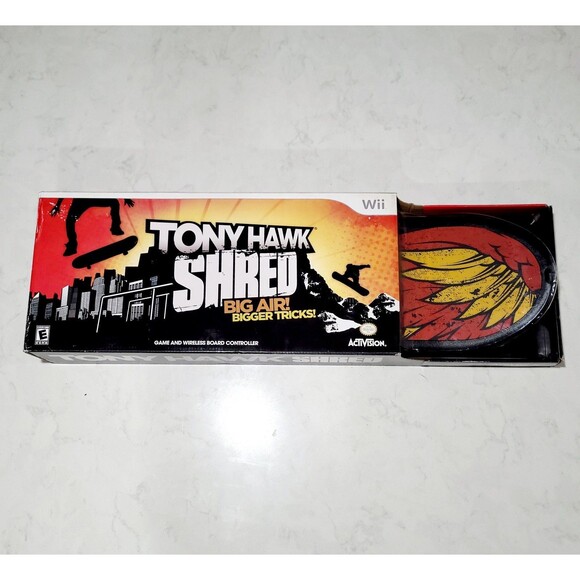 Wii
TONY HAWK
SHRED
BIG AIR!
BIGGER TRICKS!
E
GAME AND WIRELESS BOARD CONTROLLER
ACTIVISION.
TONY HAWK SHRED